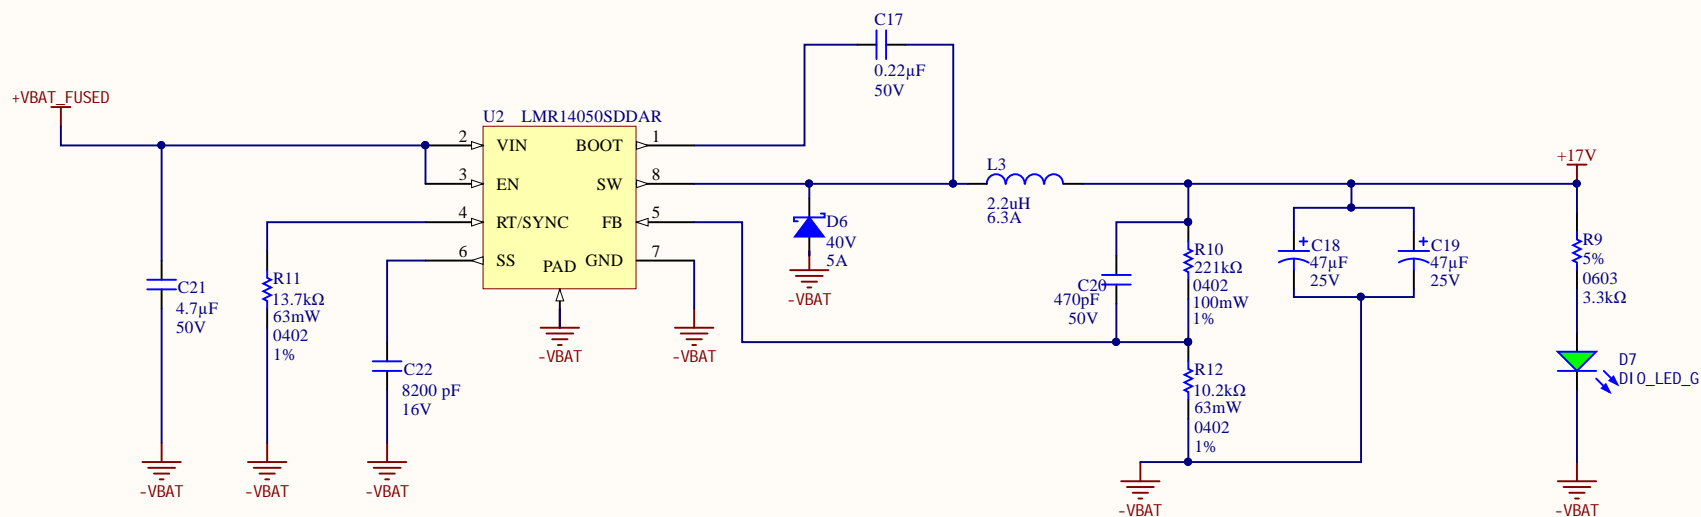 C17
0.22µF
50V
+VBAT_FUSED
U2 LMR14050SDDAR
2 VIN BOOT 1
3 EN SW 8
4 RT/SYNC FB 5
6 SS PAD GND 7
L3
2.2uH
6.3A
+17V
D6
40V
5A
-VBAT
C21
4.7µF
50V
R11
13.7kΩ
63mW
0402
1%
-VBAT
-VBAT
C22
8200 pF
16V
C20
470pF
50V
R10
221kΩ
0402
100mW
1%
C18
47µF
25V
C19
47µF
25V
R9
5%
0603
3.3kΩ
R12
10.2kΩ
63mW
0402
1%
D7
DIO_LED_G
-VBAT
-VBAT
-VBAT
-VBAT
-VBAT